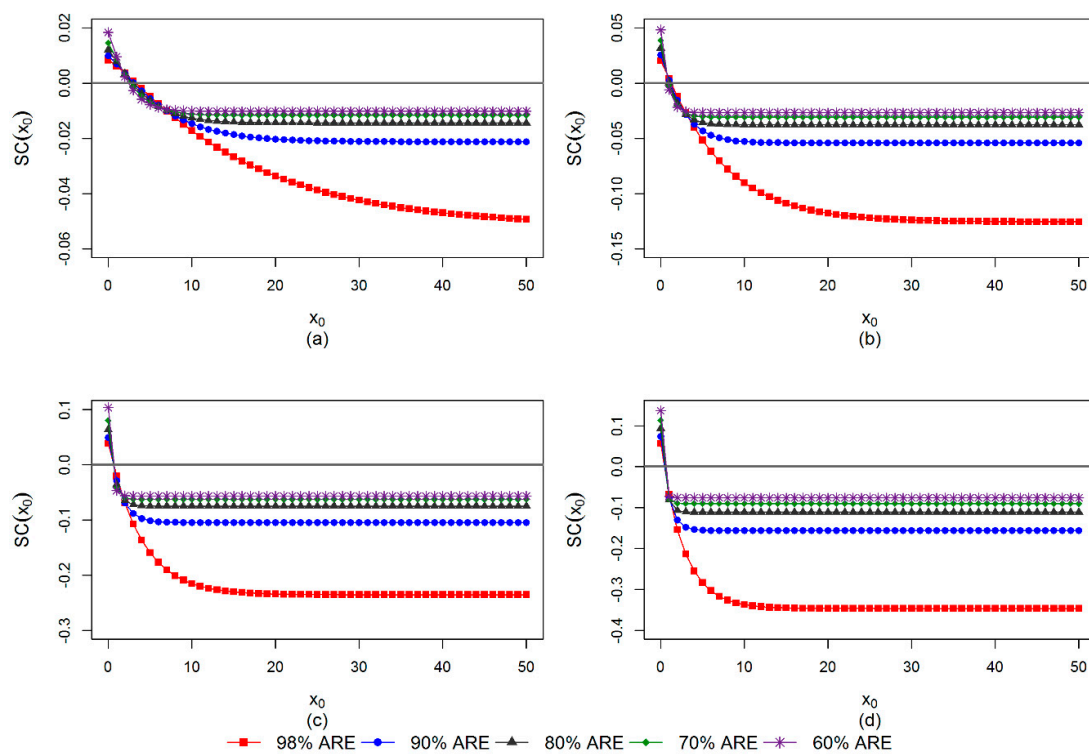 SC(x₀)
0.02
0.00
-0.02
-0.04
-0.06
0 10 20 30 40 50
x₀
(a)
SC(x₀)
0.05
0.00
-0.05
-0.10
-0.15
0 10 20 30 40 50
x₀
(b)
SC(x₀)
0.1
0.0
-0.1
-0.2
-0.3
0 10 20 30 40 50
x₀
(c)
SC(x₀)
0.1
0.0
-0.1
-0.2
-0.3
-0.4
0 10 20 30 40 50
x₀
(d)
98% ARE 90% ARE 80% ARE 70% ARE 60% ARE